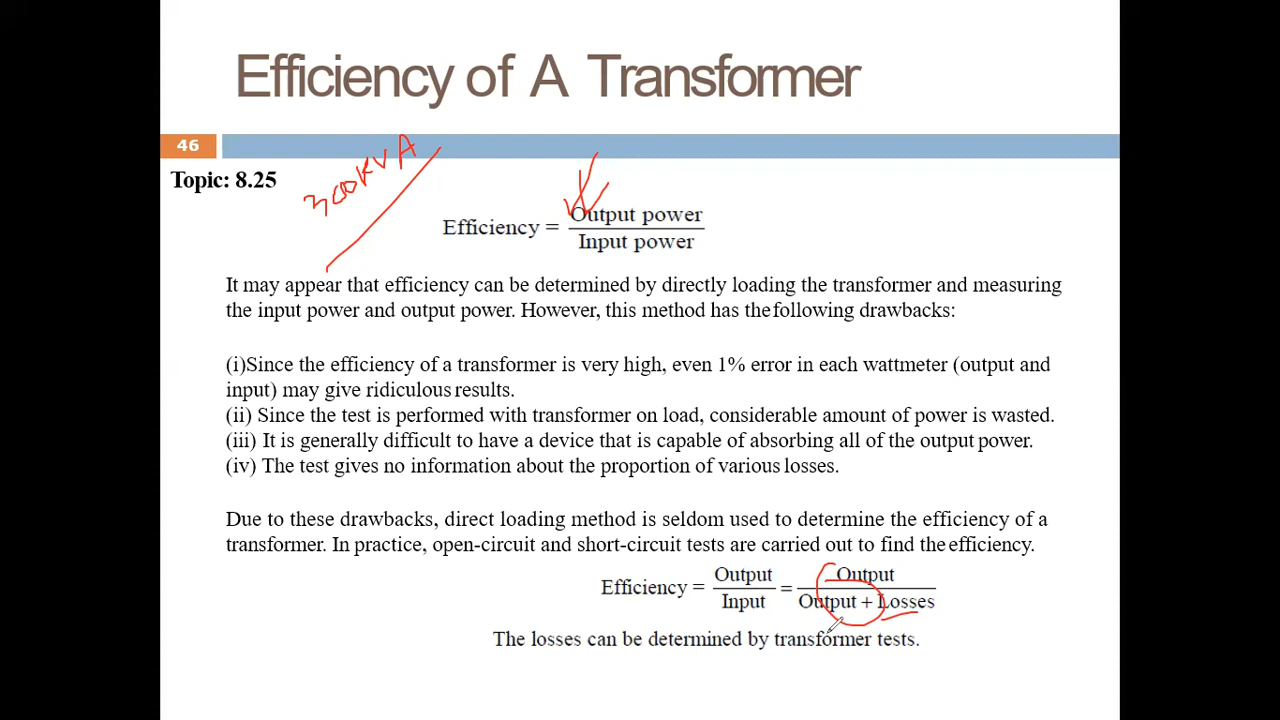 Efficiency of A Transformer
46
Topic: 8.25
300KVA
Efficiency = Output power
Input power
It may appear that efficiency can be determined by directly loading the transformer and measuring
the input power and output power. However, this method has the following drawbacks:
(i)Since the efficiency of a transformer is very high, even 1% error in each wattmeter (output and
input) may give ridiculous results.
(ii) Since the test is performed with transformer on load, considerable amount of power is wasted.
(iii) It is generally difficult to have a device that is capable of absorbing all of the output power.
(iv) The test gives no information about the proportion of various losses.
Due to these drawbacks, direct loading method is seldom used to determine the efficiency of a
transformer. In practice, open-circuit and short-circuit tests are carried out to find the efficiency.
Efficiency = Output / Input = Output / Output + Losses
The losses can be determined by transformer tests.